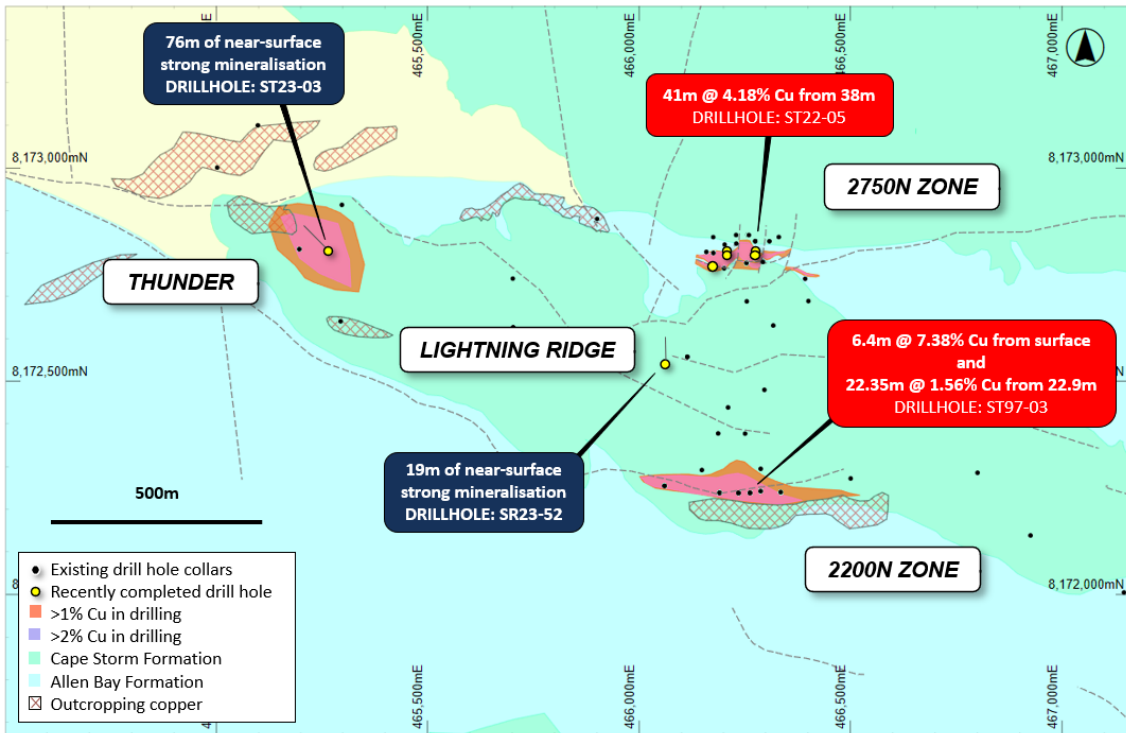 E
465,500mE
466,000mE
466,500mE
467,000mE
76m of near-surface
strong mineralisation
DRILLHOLE: ST23-03
41m @ 4.18% Cu from 38m
DRILLHOLE: ST22-05
8,173,000mN
8,173,000mN
2750N ZONE
THUNDER
LIGHTNING RIDGE
6.4m @ 7.38% Cu from surface
and
22.35m @ 1.56% Cu from 22.9m
DRILLHOLE: ST97-03
8,172,500mN
19m of near-surface
strong mineralisation
DRILLHOLE: SR23-52
500m
2200N ZONE
8,172,000mN
Existing drill hole collars
Recently completed drill hole
>1% Cu in drilling
>2% Cu in drilling
Cape Storm Formation
Allen Bay Formation
Outcropping copper
465,500mE
466,000mE
466,500mE
467,000mE